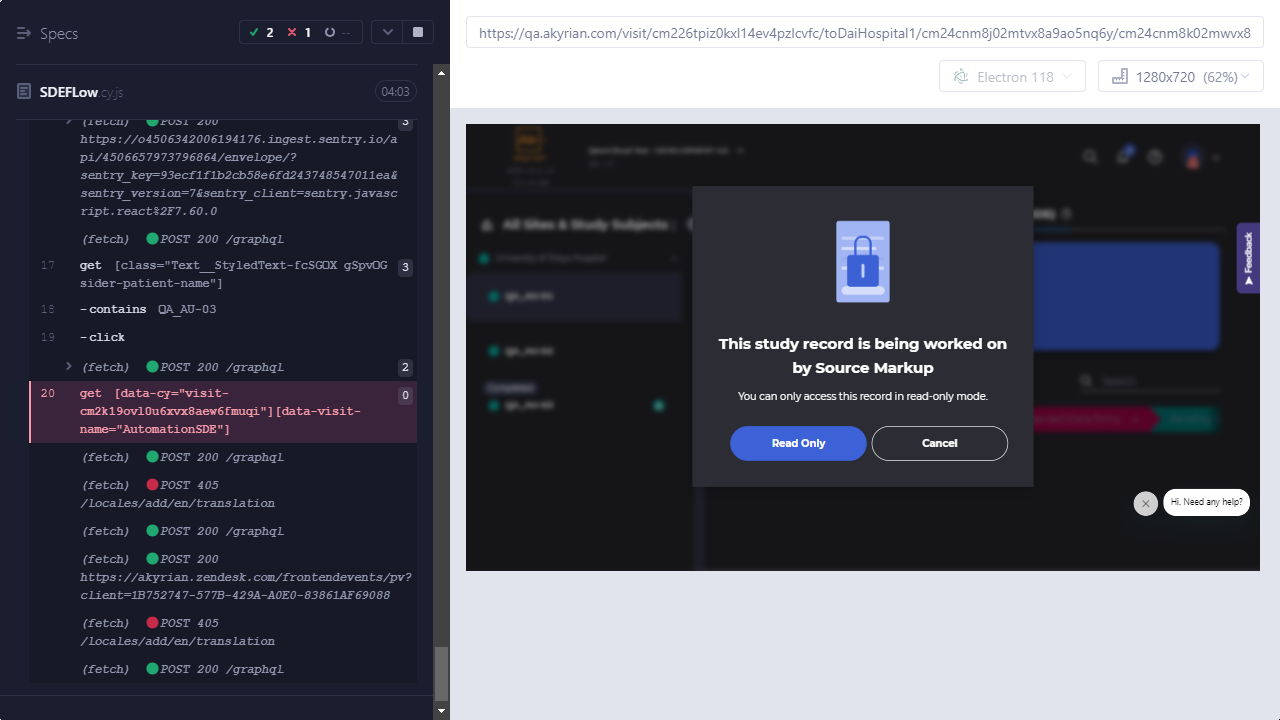 Specs
2
1
--
SDEFLow.cy.js
04:03
(fetch) POST 200
3
https://o4506342006194176.ingest.sentry.io/a
pi/4506657973796864/envelope/?
sentry_key=93ecf1f1b2cb58e6fd243748547011ea&
sentry_version=7&sentry_client=sentry.javasc
ript.react%2F7.60.0
(fetch) POST 200 /graphql
17 get [class="Text__StyledText-fcSG0X gSpv0G
3
sider-patient-name"]
18 -contains QA_AU-03
19 -click
(fetch) POST 200 /graphql
2
20 get [data-cy="visit-
0
cm2k19ovl0u6xvx8aew6fmuqi"][data-visit-
name="AutomationSDE"]
(fetch) POST 200 /graphql
(fetch) POST 405
/locales/add/en/translation
(fetch) POST 200 /graphql
(fetch) POST 200
https://akyrian.zendesk.com/frontendevents/pv?
client=1B752747-577B-429A-A0E0-83861AF69088
(fetch) POST 405
/locales/add/en/translation
(fetch) POST 200 /graphql
https://qa.akyrian.com/visit/cm226tpiz0kxl14ev4pzlcvfc/toDaiHospital1/cm24cnm8j02mtvx8a9ao5nq6y/cm24cnm8k02mwvx8
Electron 118
1280x720 (62%)
All Sites & Study Subjects
Feedback
This study record is being worked on
by Source Markup
You can only access this record in read-only mode.
Read Only
Cancel
Search
Hi. Need any help?